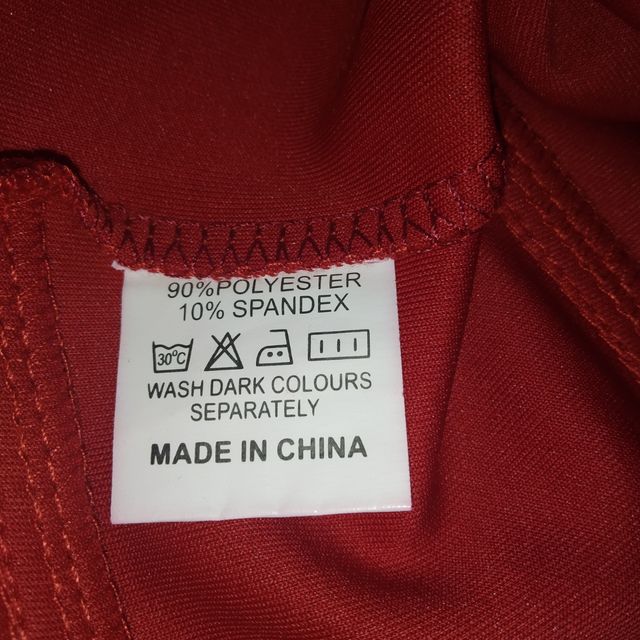 90%POLYESTER
10% SPANDEX
30°C
WASH DARK COLOURS
SEPARATELY
MADE IN CHINA